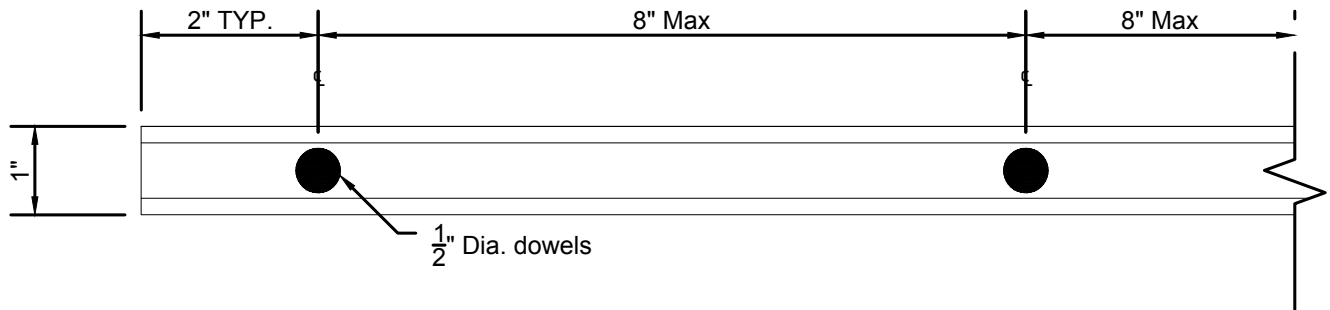 2" TYP.
8" Max
8" Max
℄
℄
1"
1/2" Dia. dowels